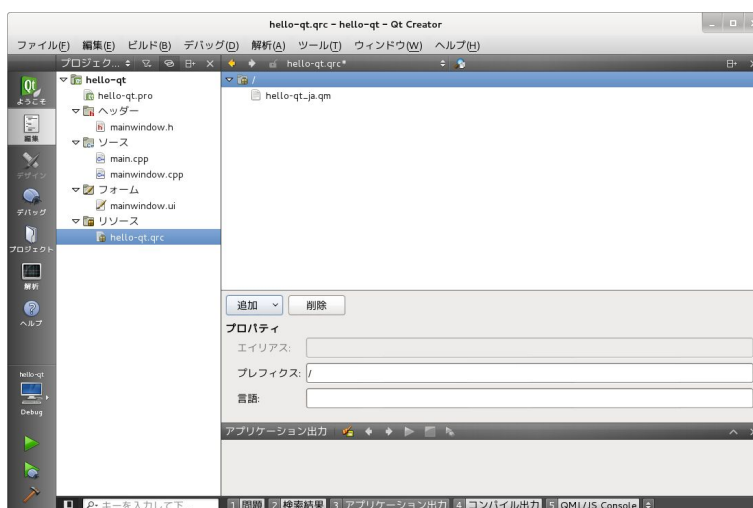 hello-qt.qrc - hello-qt - Qt Creator
ファイル(F) 編集(E) ビルド(B) デバッグ(D) 解析(A) ツール(T) ウィンドウ(W) ヘルプ(H)
プロジェク... hello-qt.qrc*
ようこそ
編集
デザイン
デバッグ
プロジェクト
解析
ヘルプ
hello-qt
Debug
hello-qt
hello-qt.pro
ヘッダー
mainwindow.h
ソース
main.cpp
mainwindow.cpp
フォーム
mainwindow.ui
リソース
hello-qt.qrc
/
hello-qt_ja.qm
追加 削除
プロパティ
エイリアス:
プレフィクス: /
言語:
アプリケーション出力
キーを入力して下 1 問題 2 検索結果 3 アプリケーション出力 4 コンパイル出力 5 QML/JS Console